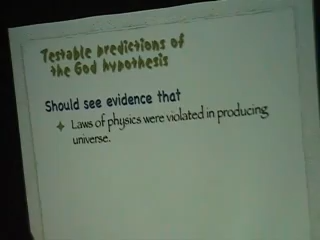 Testable predictions of
the God hypothesis
Should see evidence that
Laws of physics were violated in producing
universe.